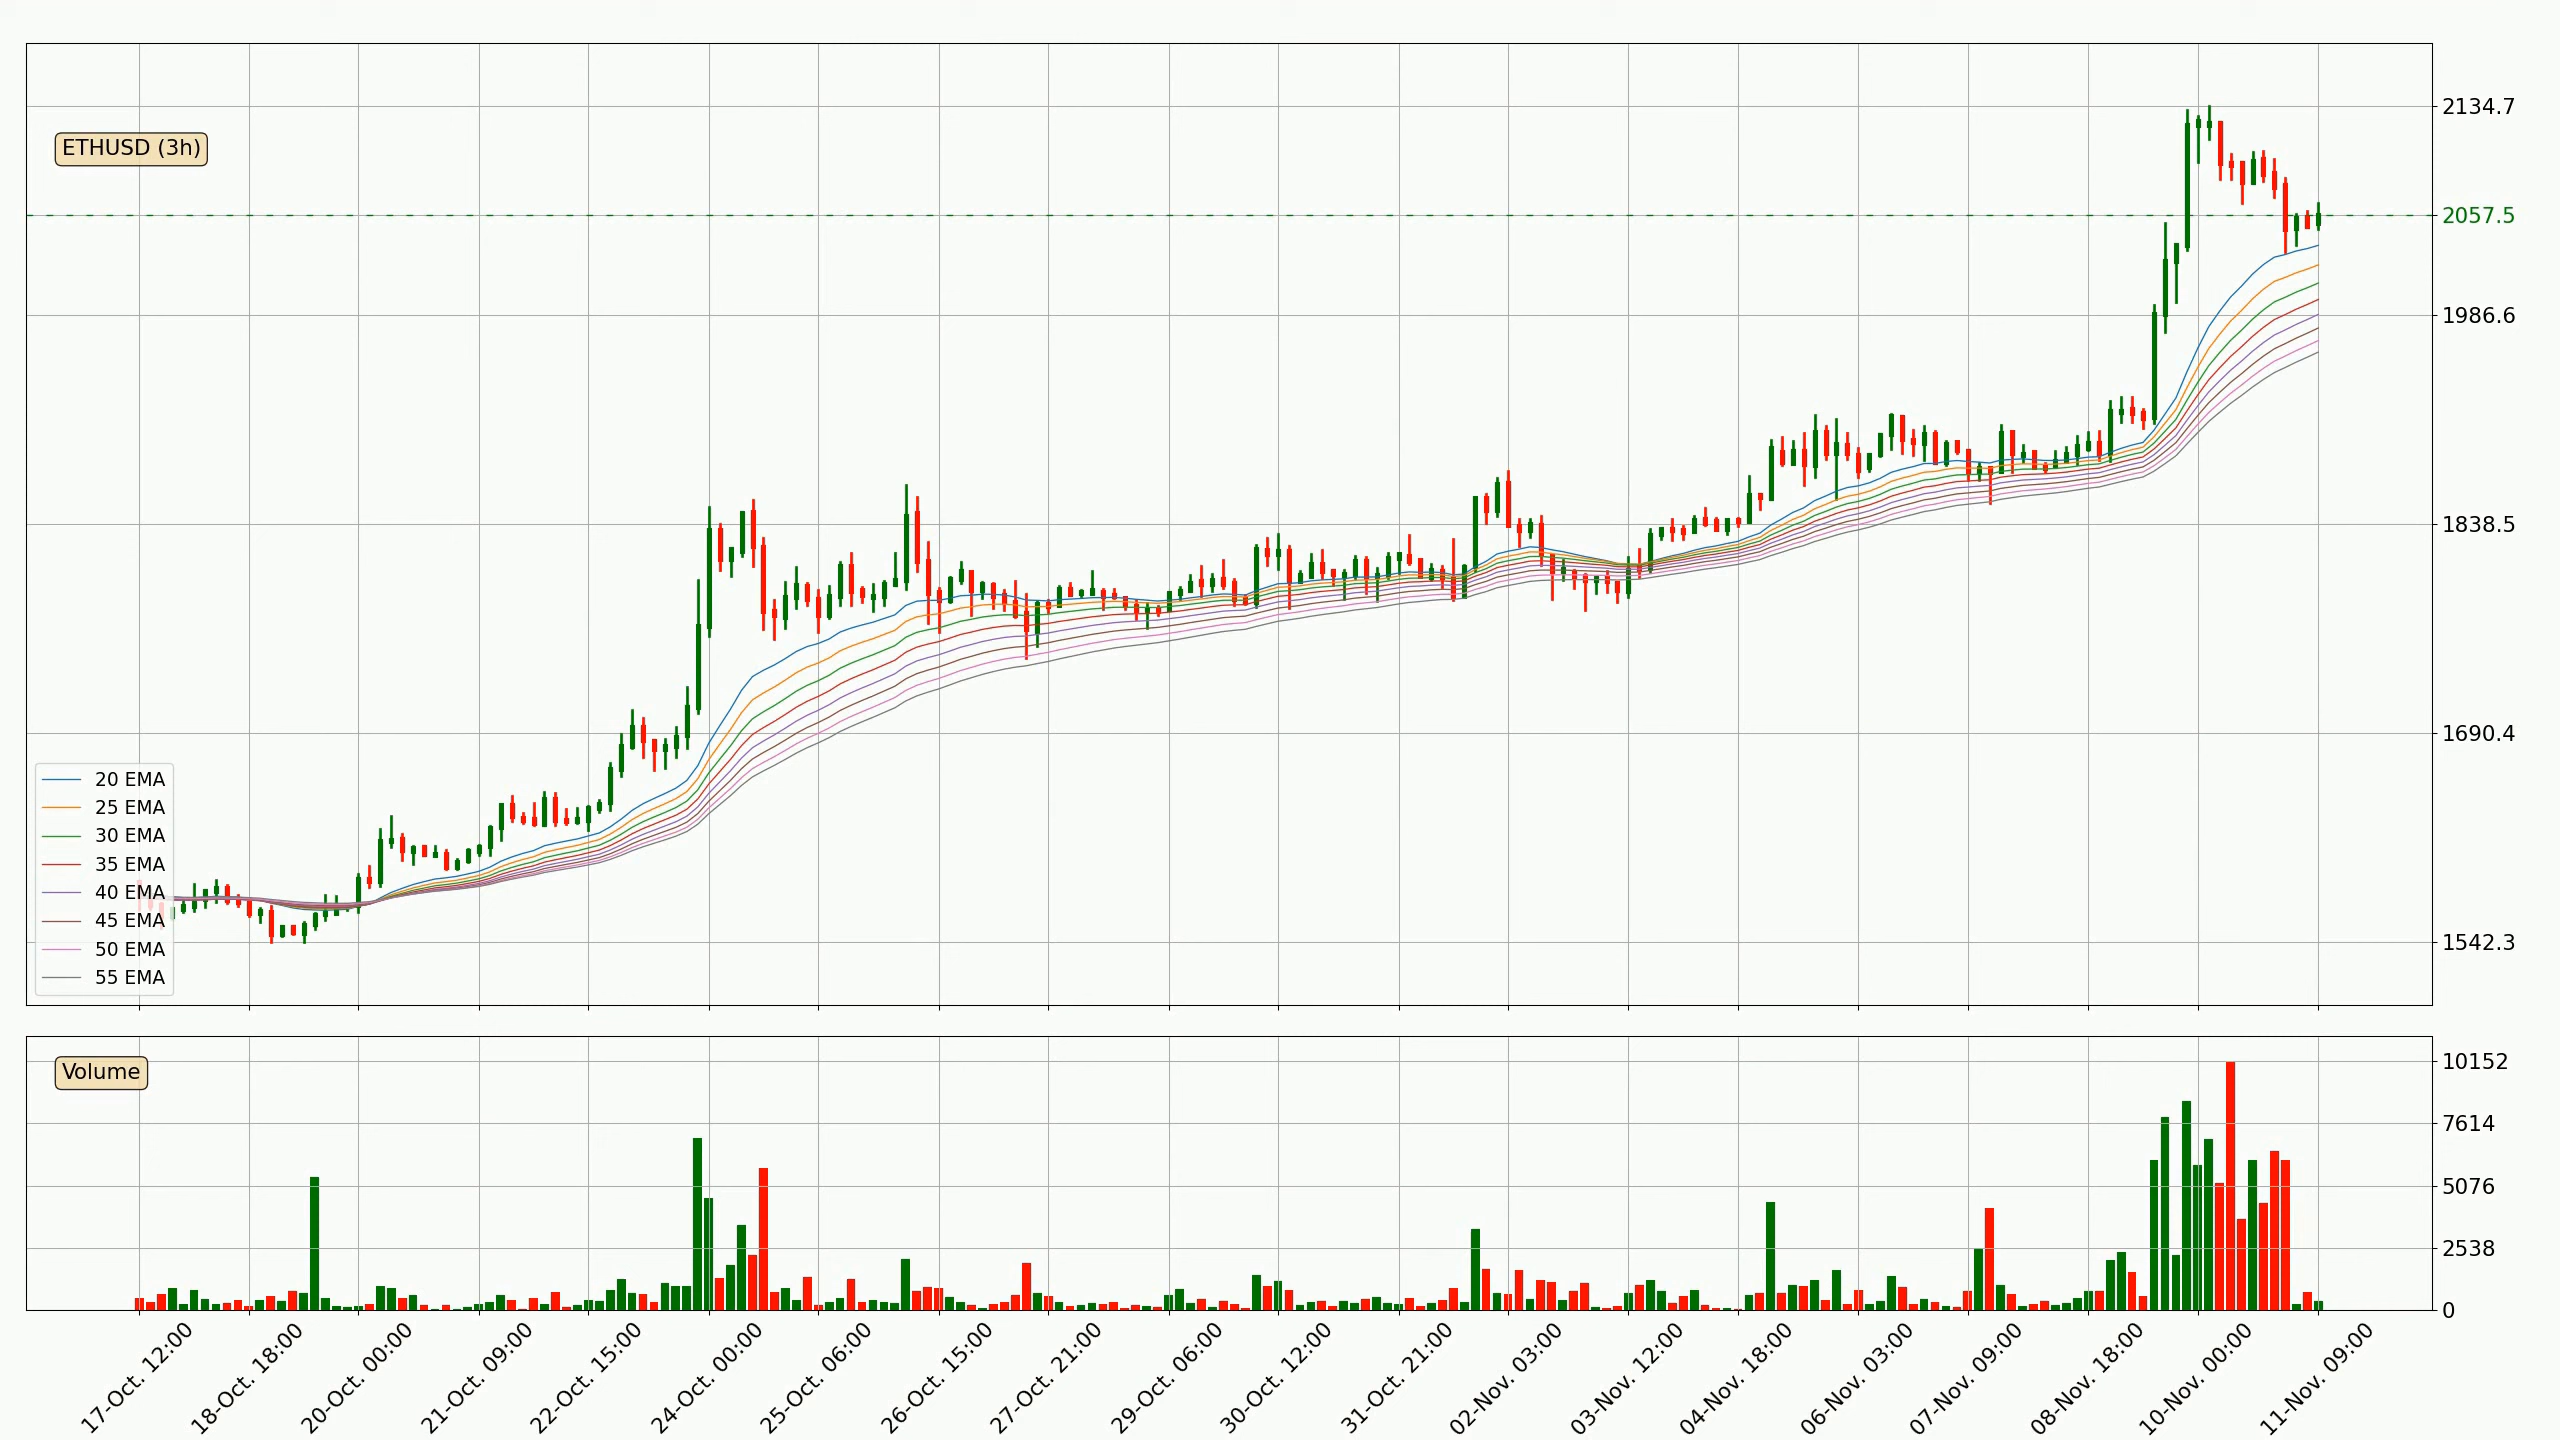 ETHUSD (3h)
2134.7
2057.5
1986.6
1838.5
1690.4
1542.3
20 EMA
25 EMA
30 EMA
35 EMA
40 EMA
45 EMA
50 EMA
55 EMA
Volume
10152
7614
5076
2538
0
17-Oct. 12:00
18-Oct. 18:00
20-Oct. 00:00
21-Oct. 09:00
22-Oct. 15:00
24-Oct. 00:00
25-Oct. 06:00
26-Oct. 15:00
27-Oct. 21:00
29-Oct. 06:00
30-Oct. 12:00
31-Oct. 21:00
02-Nov. 03:00
03-Nov. 12:00
04-Nov. 18:00
06-Nov. 03:00
07-Nov. 09:00
08-Nov. 18:00
10-Nov. 00:00
11-Nov. 09:00